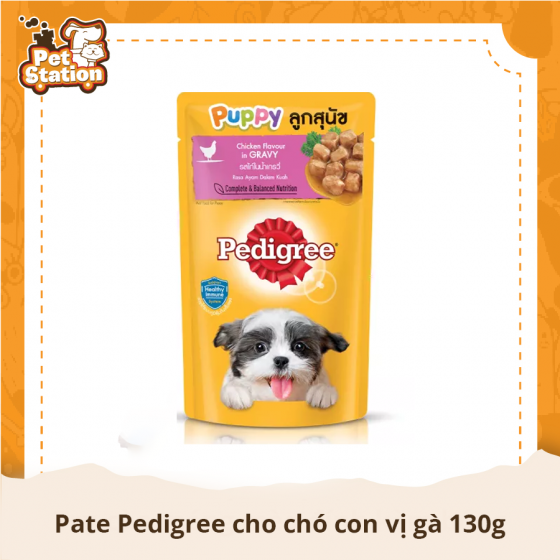 Pet
Station
Puppy ลูกสุนัข
Chicken Flavour
in GRAVY
รสไก่ในน้ำเกรวี่
Rasa Ayam Dalam Kuah
Complete & Balanced Nutrition
Pedigree
Healthy
Immune
System
Pate Pedigree cho chó con vị gà 130g